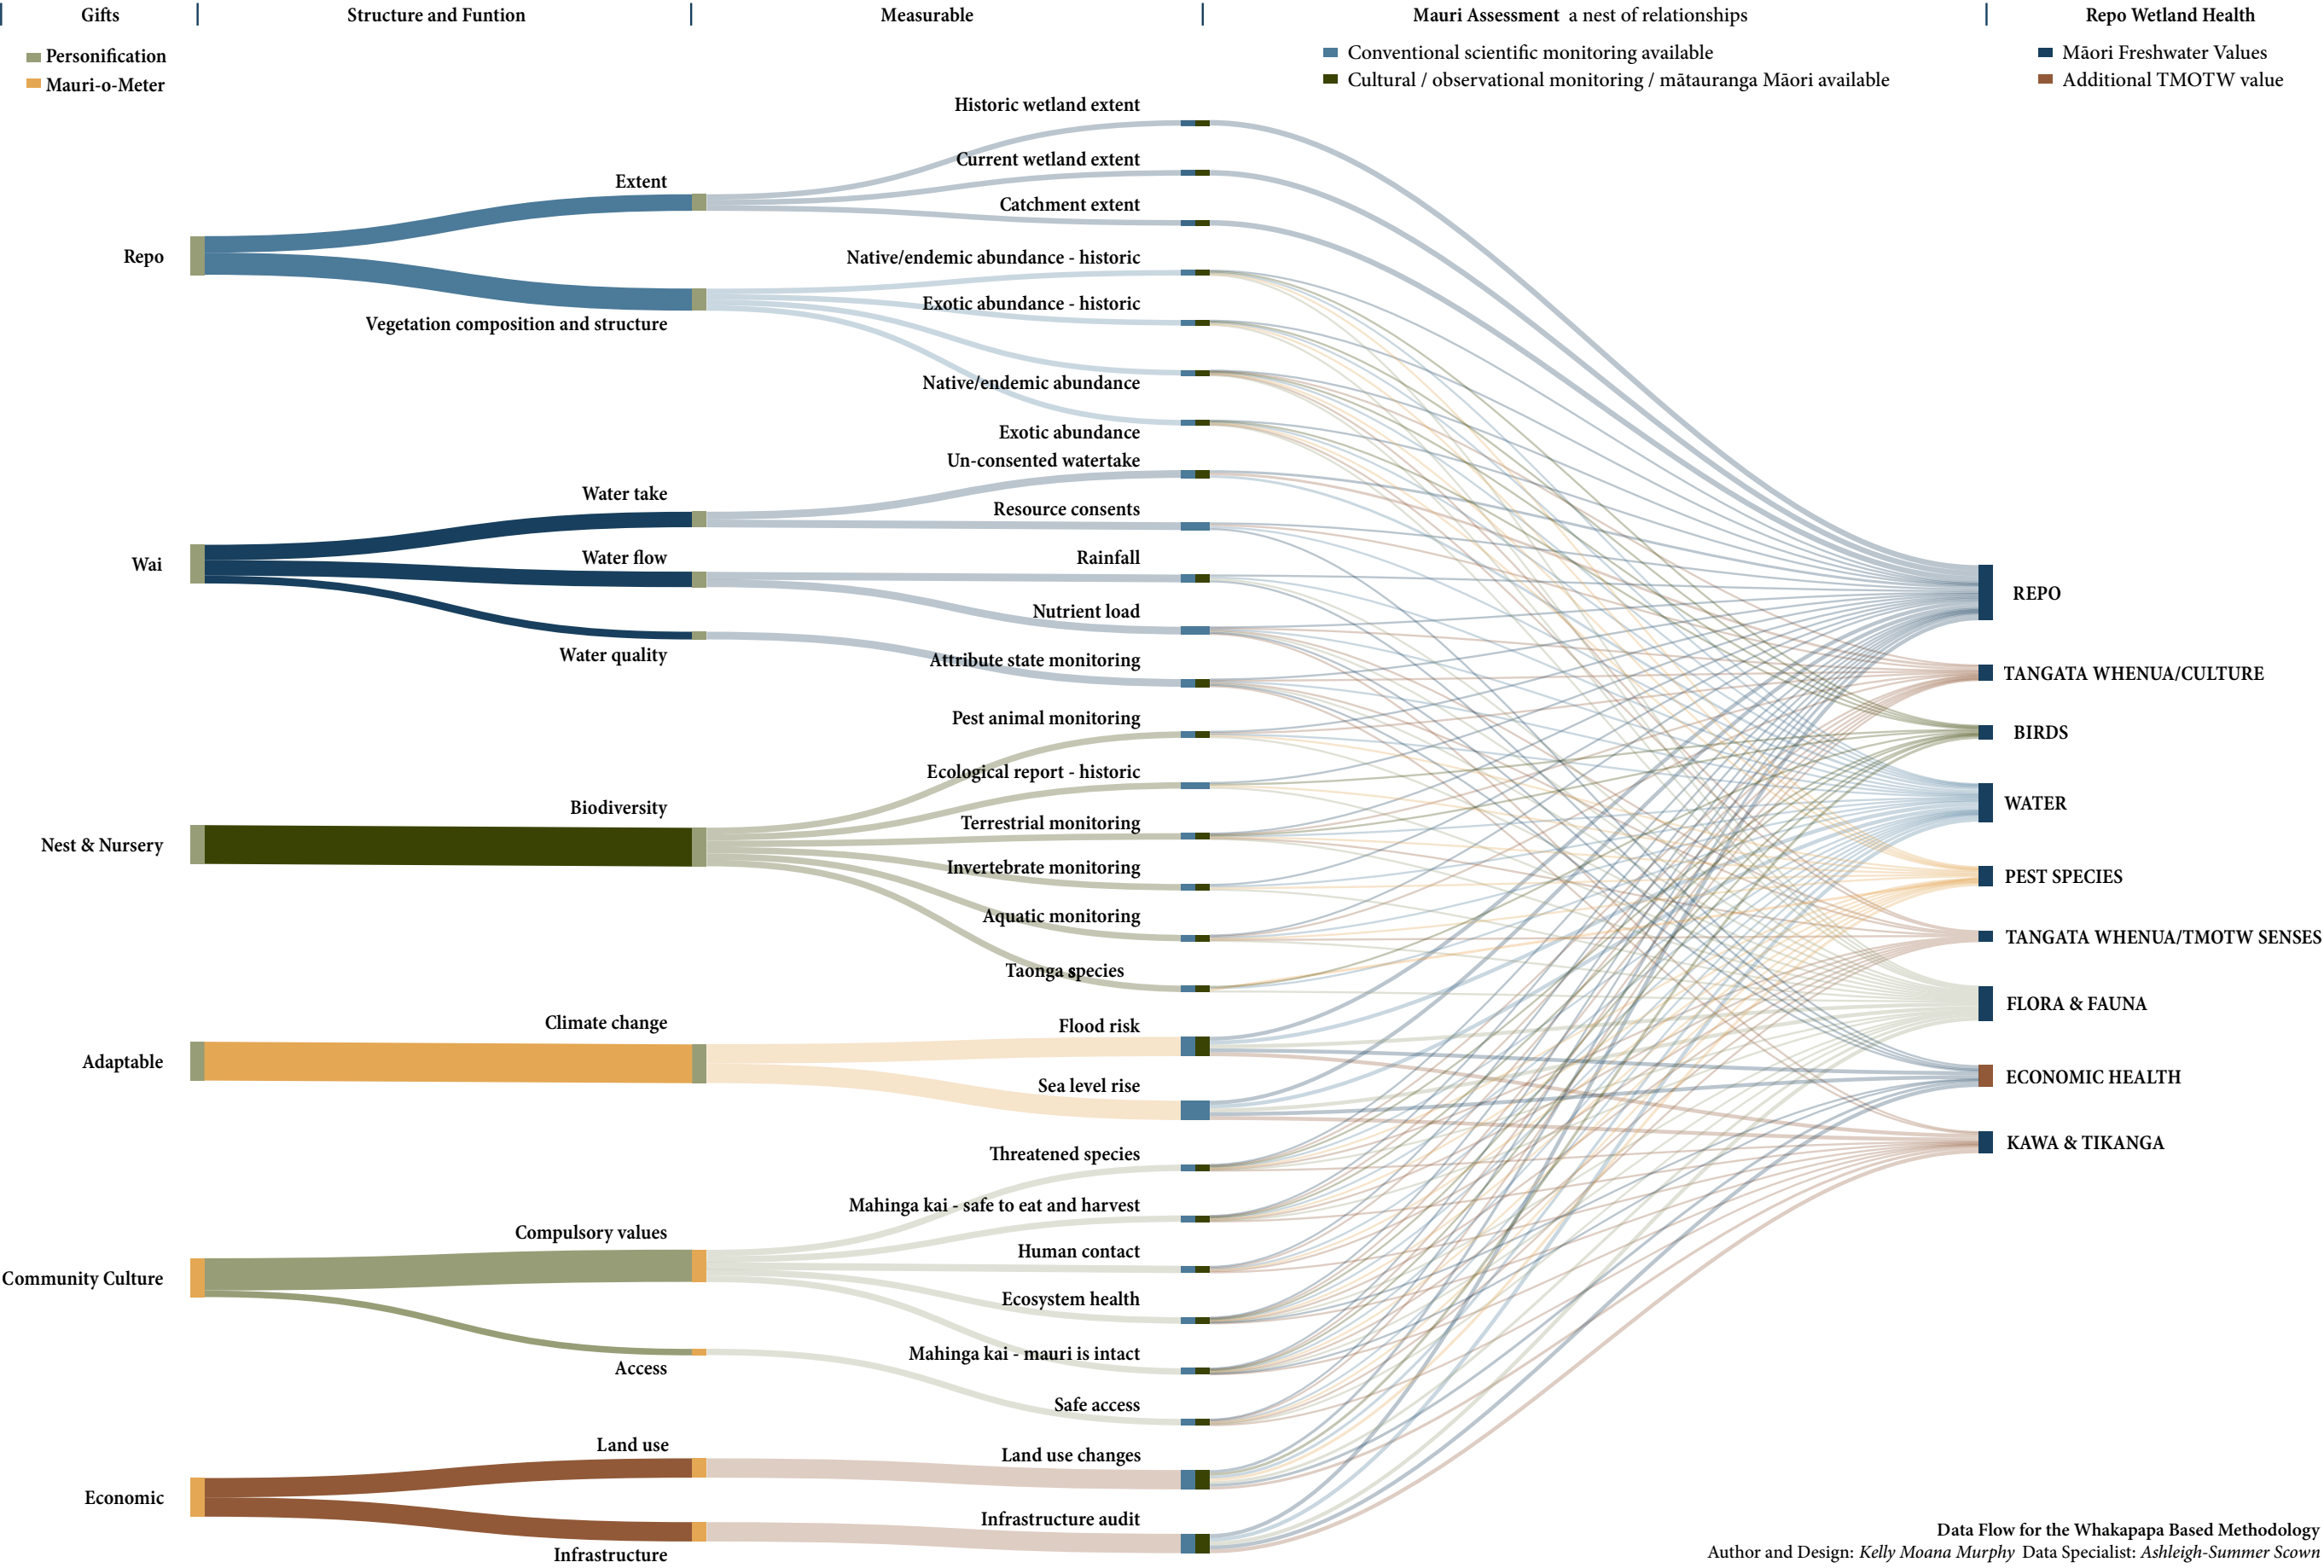 Gifts
Structure and Funtion
Measurable
Mauri Assessment a nest of relationships
Repo Wetland Health
Personification
Mauri-o-Meter
Conventional scientific monitoring available
Cultural / observational monitoring / mātauranga Māori available
Māori Freshwater Values
Additional TMOTW value
Repo
Wai
Nest & Nursery
Adaptable
Community Culture
Economic
Extent
Vegetation composition and structure
Water take
Water flow
Water quality
Biodiversity
Climate change
Compulsory values
Access
Land use
Infrastructure
Historic wetland extent
Current wetland extent
Catchment extent
Native/endemic abundance - historic
Exotic abundance - historic
Native/endemic abundance
Exotic abundance
Un-consented watertake
Resource consents
Rainfall
Nutrient load
Attribute state monitoring
Pest animal monitoring
Ecological report - historic
Terrestrial monitoring
Invertebrate monitoring
Aquatic monitoring
Taonga species
Flood risk
Sea level rise
Threatened species
Mahinga kai - safe to eat and harvest
Human contact
Ecosystem health
Mahinga kai - mauri is intact
Safe access
Land use changes
Infrastructure audit
REPO
TANGATA WHENUA/CULTURE
BIRDS
WATER
PEST SPECIES
TANGATA WHENUA/TMOTW SENSES
FLORA & FAUNA
ECONOMIC HEALTH
KAWA & TIKANGA
Data Flow for the Whakapapa Based Methodology
Author and Design: Kelly Moana Murphy Data Specialist: Ashleigh-Summer Scown